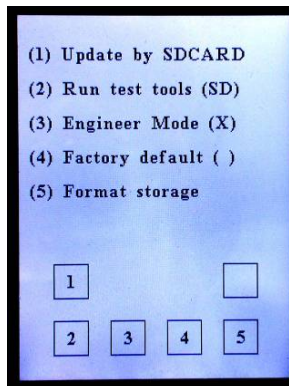 (1) Update by SDCARD
(2) Run test tools (SD)
(3) Engineer Mode (X)
(4) Factory default ( )
(5) Format storage
1
2 3 4 5